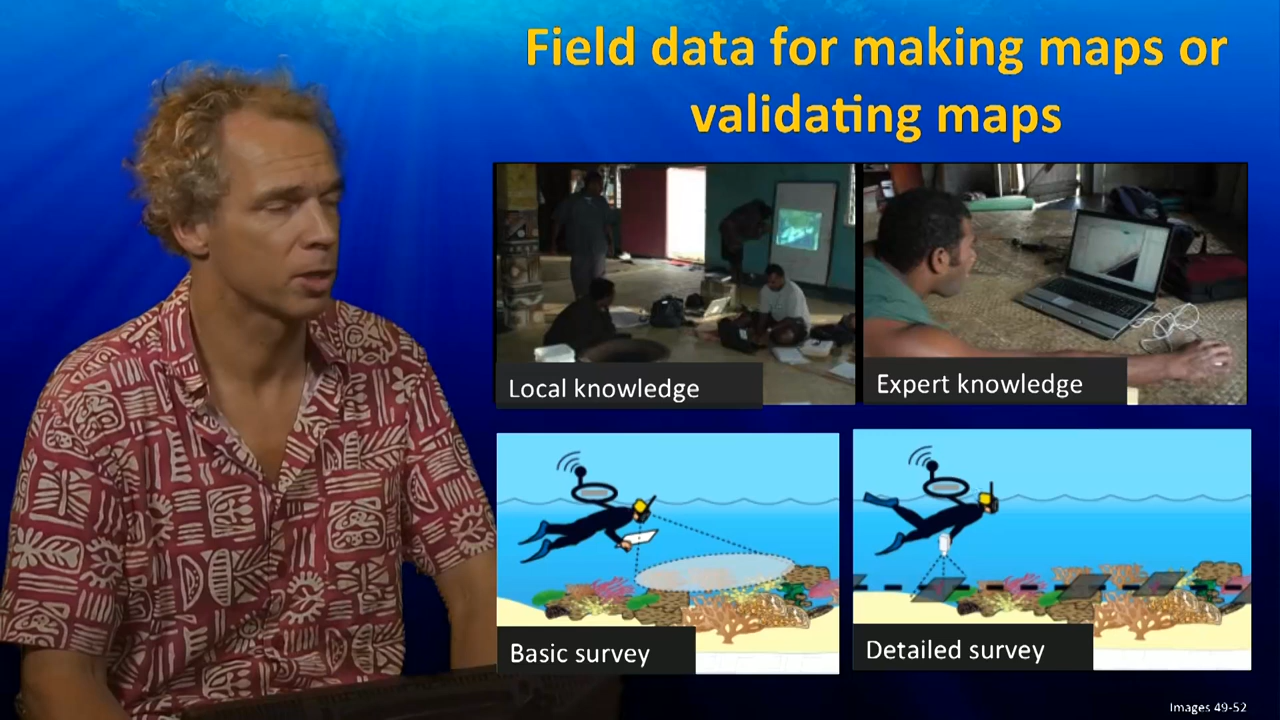 Field data for making maps or
validating maps
Local knowledge
Expert knowledge
Basic survey
Detailed survey
Images 49-52